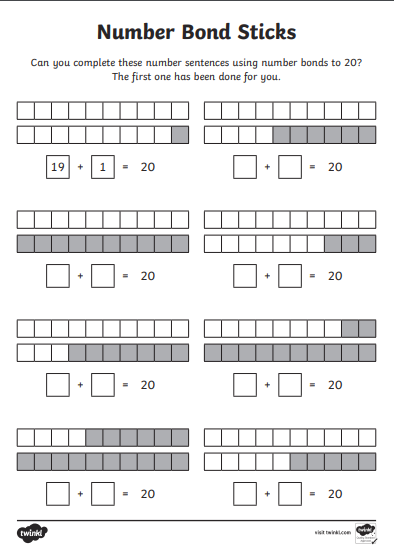 Number Bond Sticks
Can you complete these number sentences using number bonds to 20?
The first one has been done for you.
19 + 1 = 20
+ = 20
+ = 20
+ = 20
+ = 20
+ = 20
+ = 20
+ = 20
twinkl
visit twinkl.com